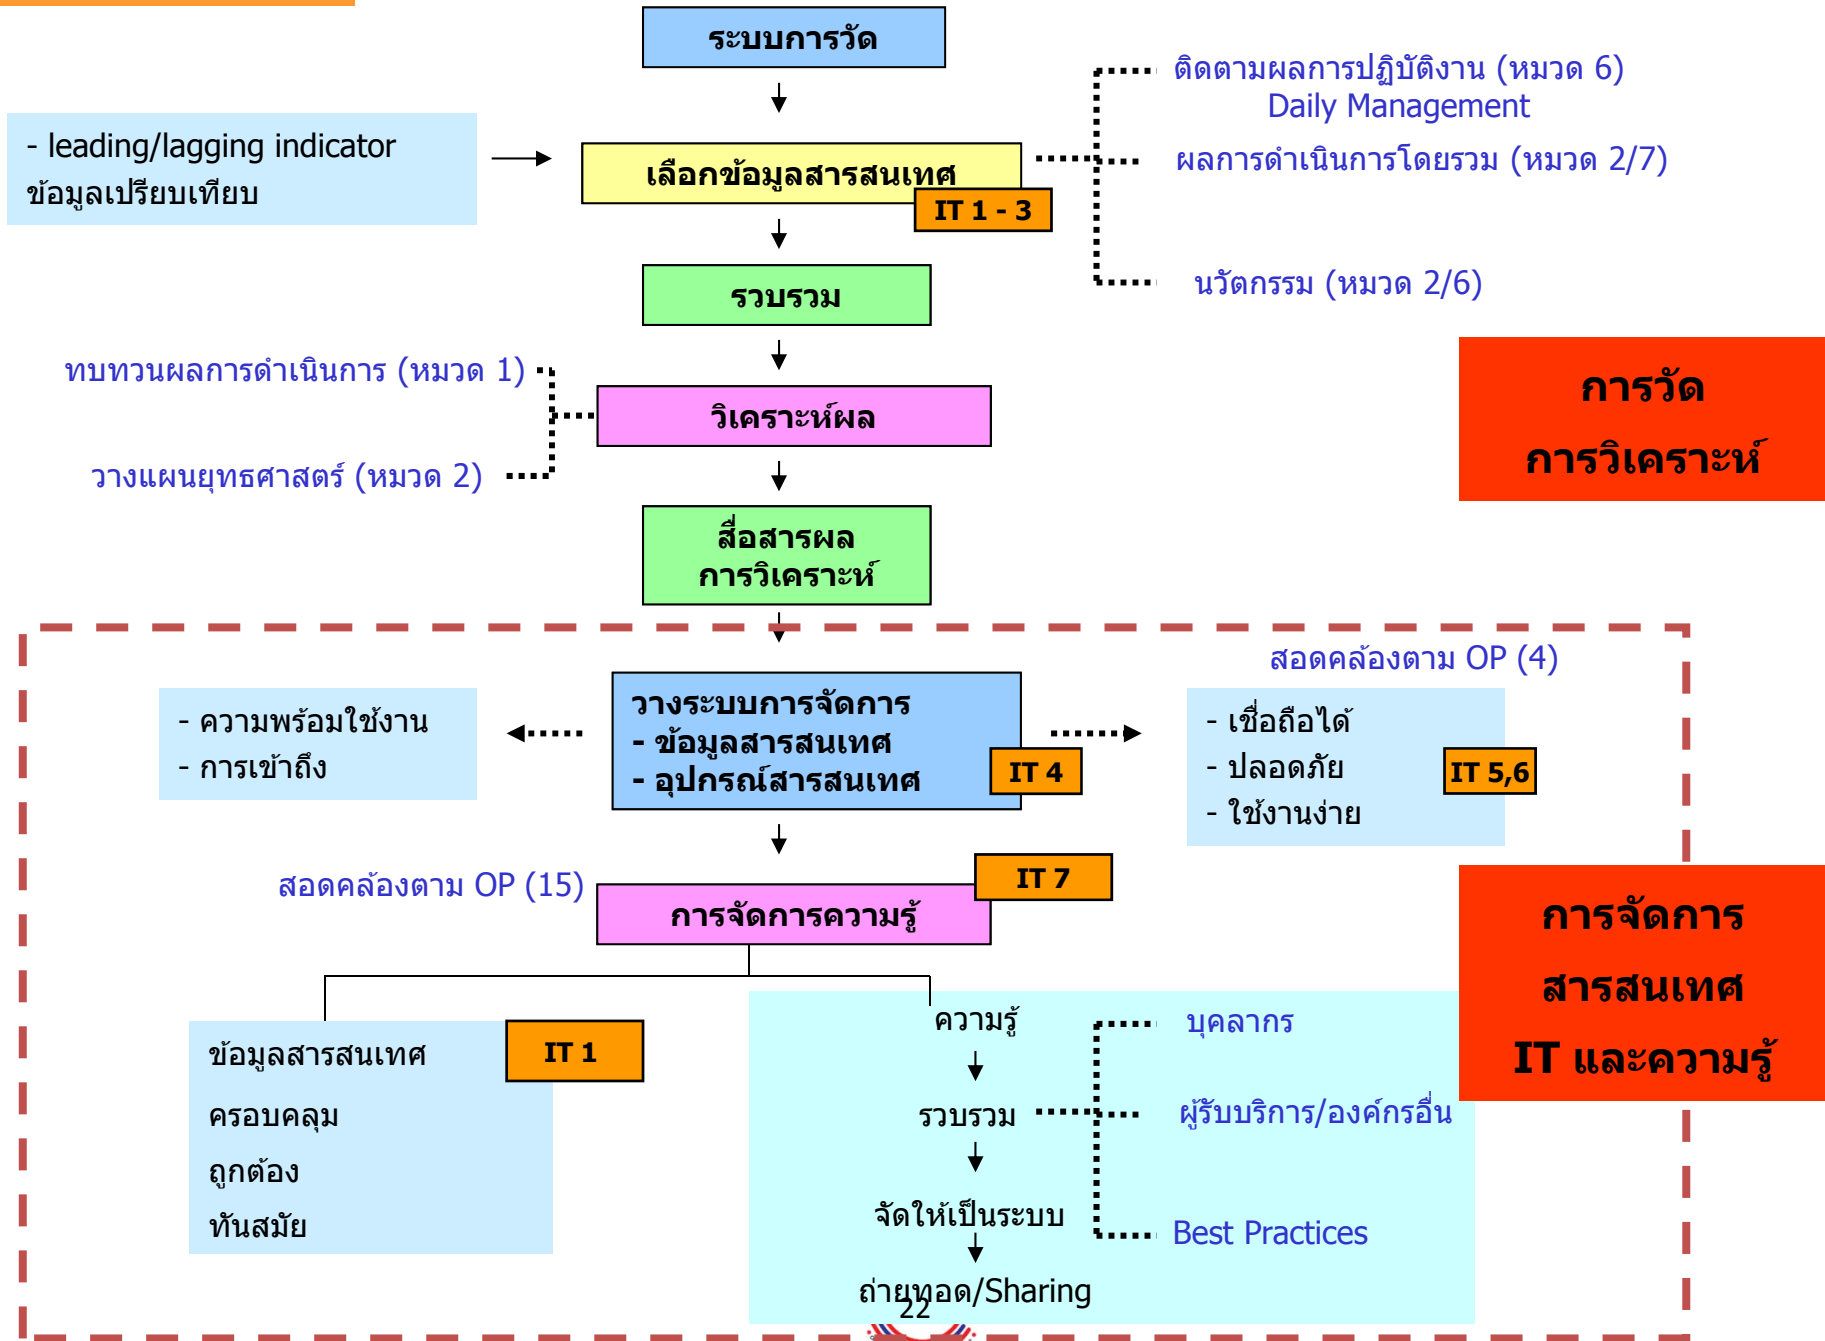 ระบบการวัด
ติดตามผลการปฏิบัติงาน (หมวด 6)
Daily Management
- leading/lagging indicator
ข้อมูลเปรียบเทียบ
เลือกข้อมูลสารสนเทศ
IT 1 - 3
ผลการดำเนินการโดยรวม (หมวด 2/7)
นวัตกรรม (หมวด 2/6)
รวบรวม
ทบทวนผลการดำเนินการ (หมวด 1)
วิเคราะห์ผล
วางแผนยุทธศาสตร์ (หมวด 2)
การวัด
การวิเคราะห์
สื่อสารผล
การวิเคราะห์
สอดคล้องตาม OP (4)
- ความพร้อมใช้งาน
- การเข้าถึง
วางระบบการจัดการ
- ข้อมูลสารสนเทศ
- อุปกรณ์สารสนเทศ
IT 4
- เชื่อถือได้
- ปลอดภัย
- ใช้งานง่าย
IT 5,6
สอดคล้องตาม OP (15)
IT 7
การจัดการความรู้
การจัดการ
สารสนเทศ
IT และความรู้
ข้อมูลสารสนเทศ
IT 1
ครอบคลุม
ถูกต้อง
ทันสมัย
ความรู้
รวบรวม
จัดให้เป็นระบบ
ถ่ายทอด/Sharing
บุคลากร
ผู้รับบริการ/องค์กรอื่น
Best Practices
22